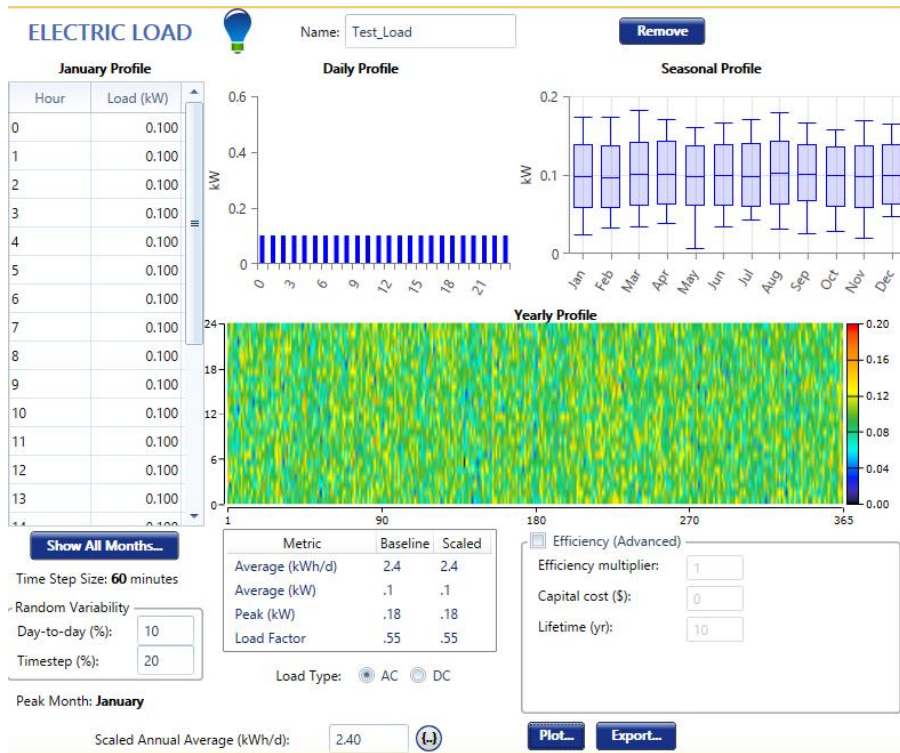 ELECTRIC LOAD
Name: Test_Load
Remove
January Profile
Hour Load (kW)
0 0.100
1 0.100
2 0.100
3 0.100
4 0.100
5 0.100
6 0.100
7 0.100
8 0.100
9 0.100
10 0.100
11 0.100
12 0.100
13 0.100
14 0.100
Show All Months...
Daily Profile
kW
0.6
0.4
0.2
0
0 3 6 9 12 15 18 21
Seasonal Profile
kW
0.2
0.1
0
Jan Feb Mar Apr May Jun Jul Aug Sep Oct Nov Dec
Yearly Profile
24
18
12
6
0
1 90 180 270 365
0.20
0.16
0.12
0.08
0.04
0.00
Time Step Size: 60 minutes
Random Variability
Day-to-day (%): 10
Timestep (%): 20
Peak Month: January
Metric Baseline Scaled
Average (kWh/d) 2.4 2.4
Average (kW) .1 .1
Peak (kW) .18 .18
Load Factor .55 .55
Load Type: AC DC
Efficiency (Advanced)
Efficiency multiplier: 1
Capital cost ($): 0
Lifetime (yr): 10
Scaled Annual Average (kWh/d): 2.40 {..}
Plot... Export...